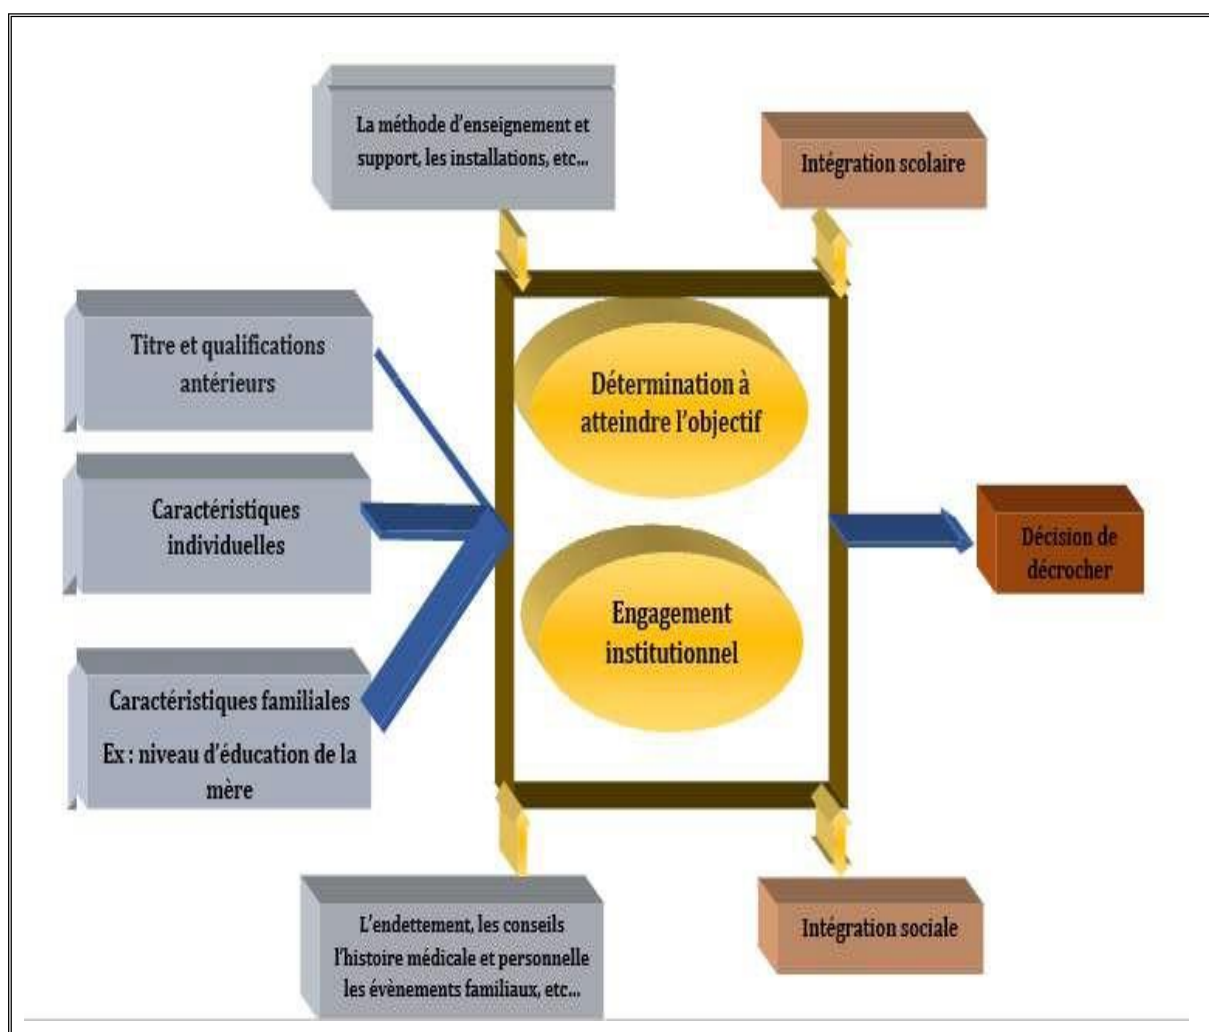 La méthode d'enseignement et
support, les installations, etc...
Intégration scolaire
Titre et qualifications
antérieurs
Détermination à
atteindre l'objectif
Caractéristiques
individuelles
Décision de
décrocher
Engagement
institutionnel
Caractéristiques familiales
Ex : niveau d'éducation de la
mère
L'endettement, les conseils
l'histoire médicale et personnelle
les évènements familiaux, etc...
Intégration sociale